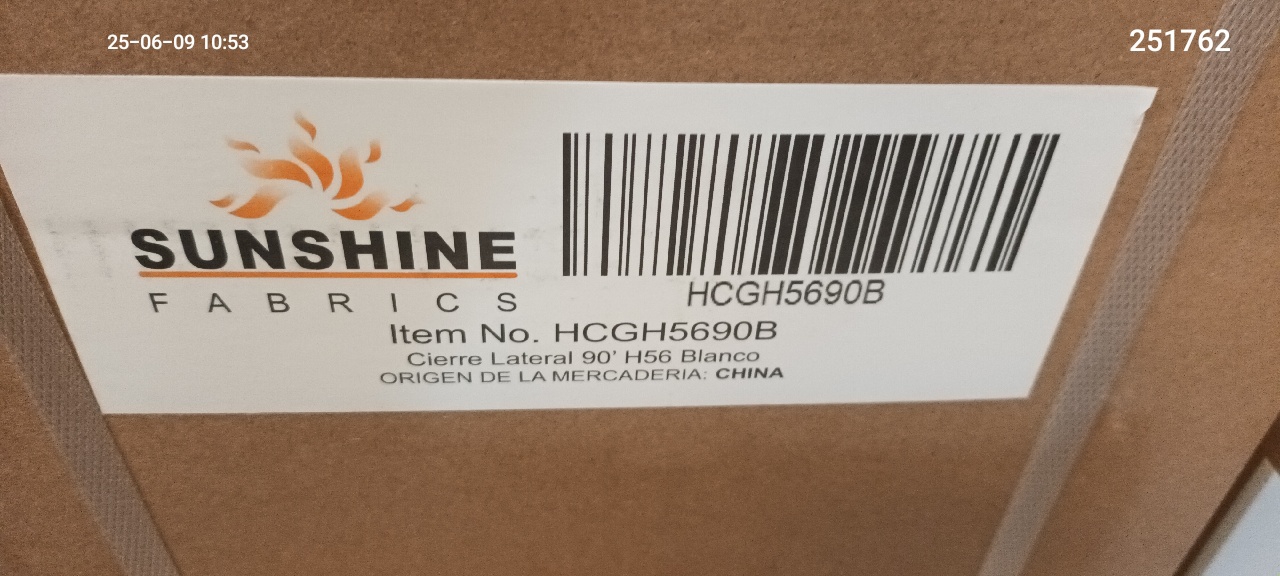 25-06-09 10:53
251762
SUNSHINE
FABRICS
HCGH5690B
Item No. HCGH5690B
Cierre Lateral 90' H56 Blanco
ORIGEN DE LA MERCADERIA: CHINA